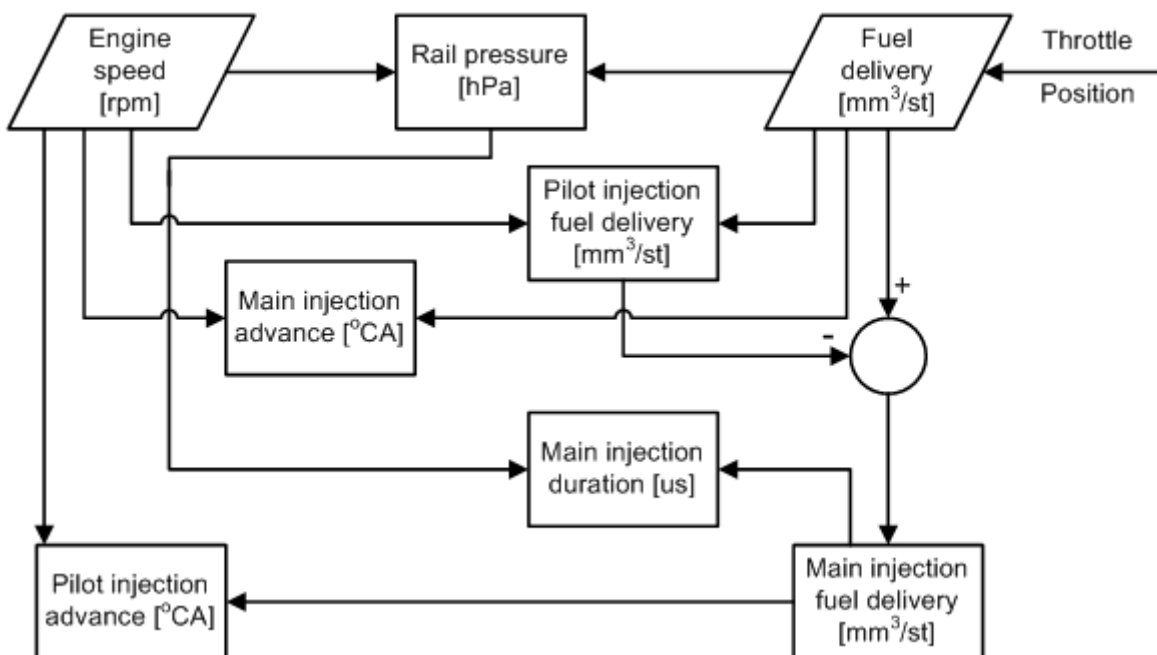 Engine
speed
[rpm]
Rail pressure
[hPa]
Fuel
delivery
[mm³/st]
Throttle
Position
Pilot injection
fuel delivery
[mm³/st]
Main injection
advance [°CA]
+
-
Main injection
duration [us]
Pilot injection
advance [°CA]
Main injection
fuel delivery
[mm³/st]